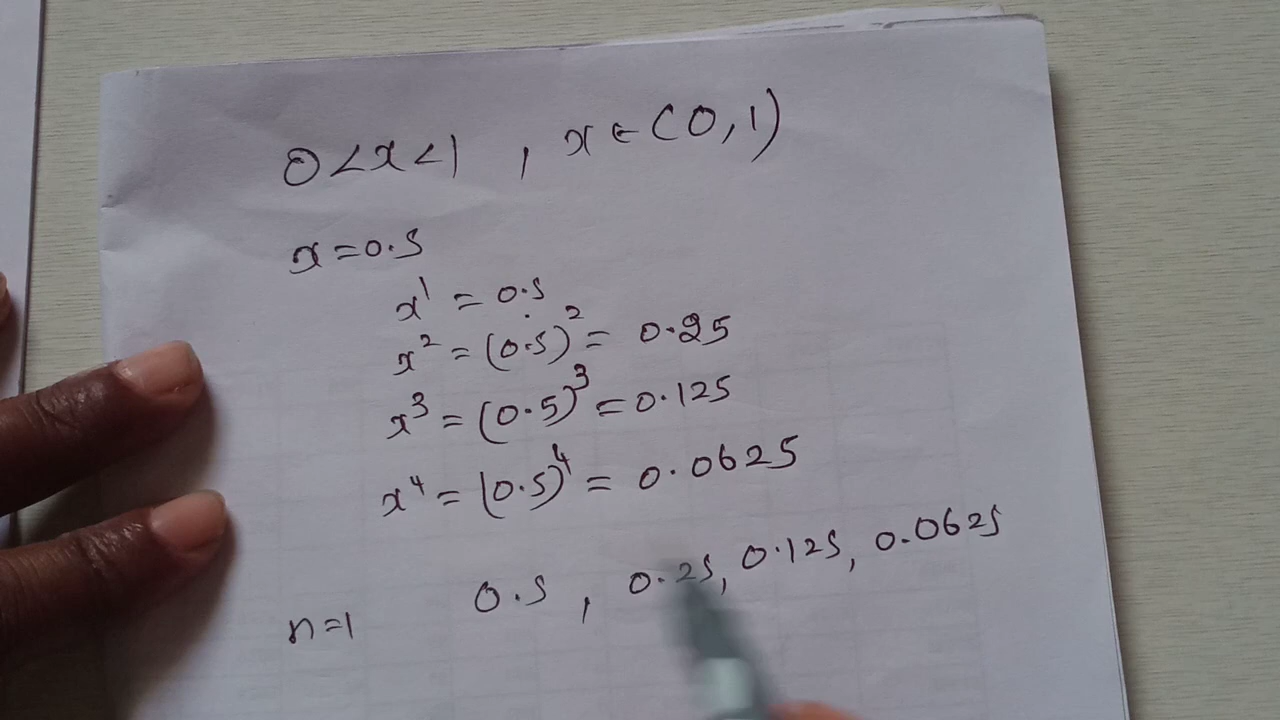 0<x<1 , x ∈ (0,1)
x=0.5
x¹ = 0.5
x² = (0.5)² = 0.25
x³ = (0.5)³ = 0.125
x⁴ = (0.5)⁴ = 0.0625
0.5 , 0.25, 0.125, 0.0625
n=1